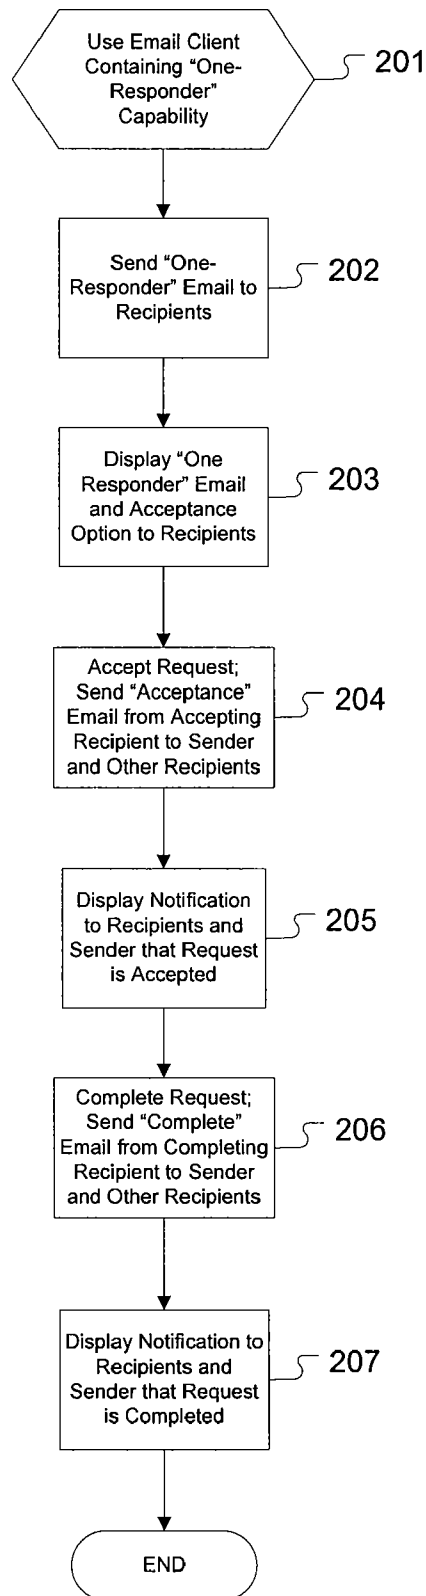 Use Email Client
Containing “One-
Responder”
Capability
201
Send “One-
Responder” Email to
Recipients
202
Display “One
Responder” Email
and Acceptance
Option to Recipients
203
Accept Request;
Send “Acceptance”
Email from Accepting
Recipient to Sender
and Other Recipients
204
Display Notification
to Recipients and
Sender that Request
is Accepted
205
Complete Request;
Send “Complete”
Email from Completing
Recipient to Sender
and Other Recipients
206
Display Notification to
Recipients and
Sender that Request
is Completed
207
END